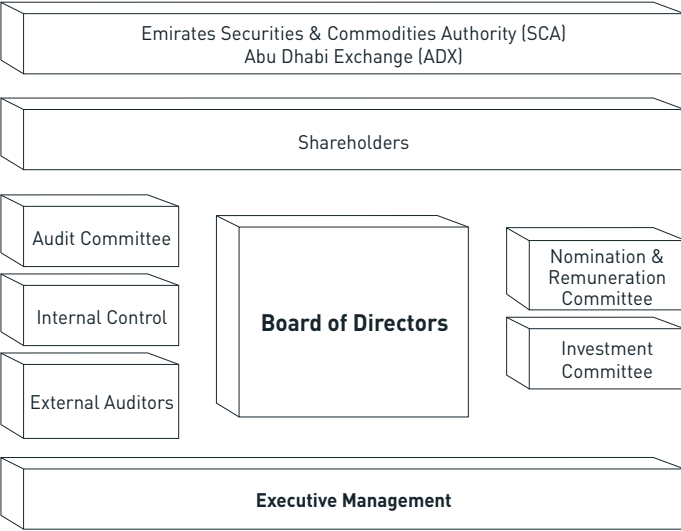 Emirates Securities & Commodities Authority (SCA)
Abu Dhabi Exchange (ADX)
Shareholders
Audit Committee
Internal Control
External Auditors
Board of Directors
Nomination &
Remuneration
Committee
Investment
Committee
Executive Management